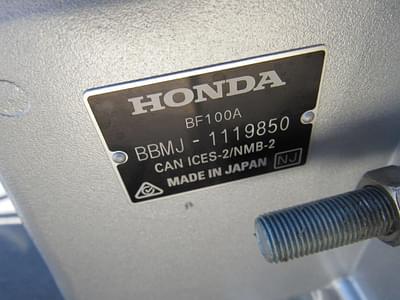 HONDA
BF100A
BBMJ - 1119850
CAN ICES-2/NMB-2
MADE IN JAPAN NJ